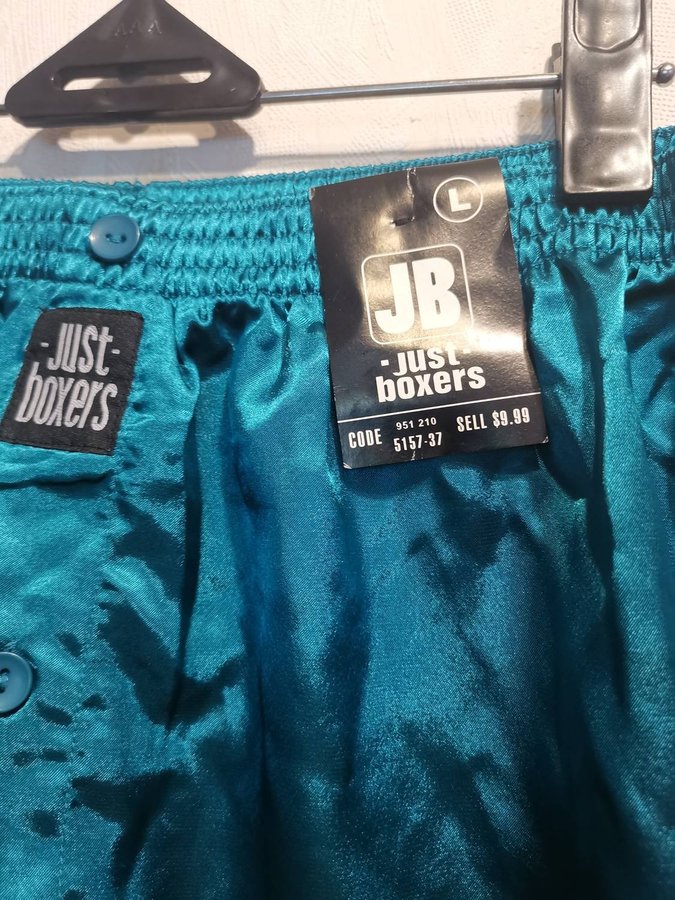 L
JB
-Just-
boxers
951 210
CODE 5157-37 SELL $9.99
-Just-
boxers